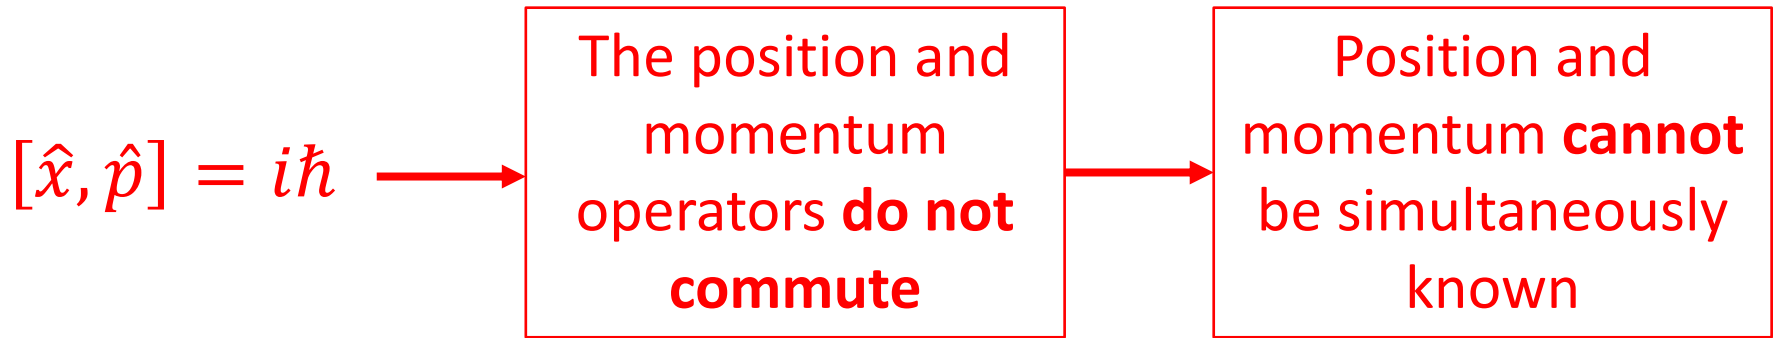 [x̂, p̂] = iħ
The position and
momentum
operators do not
commute
Position and
momentum cannot
be simultaneously
known